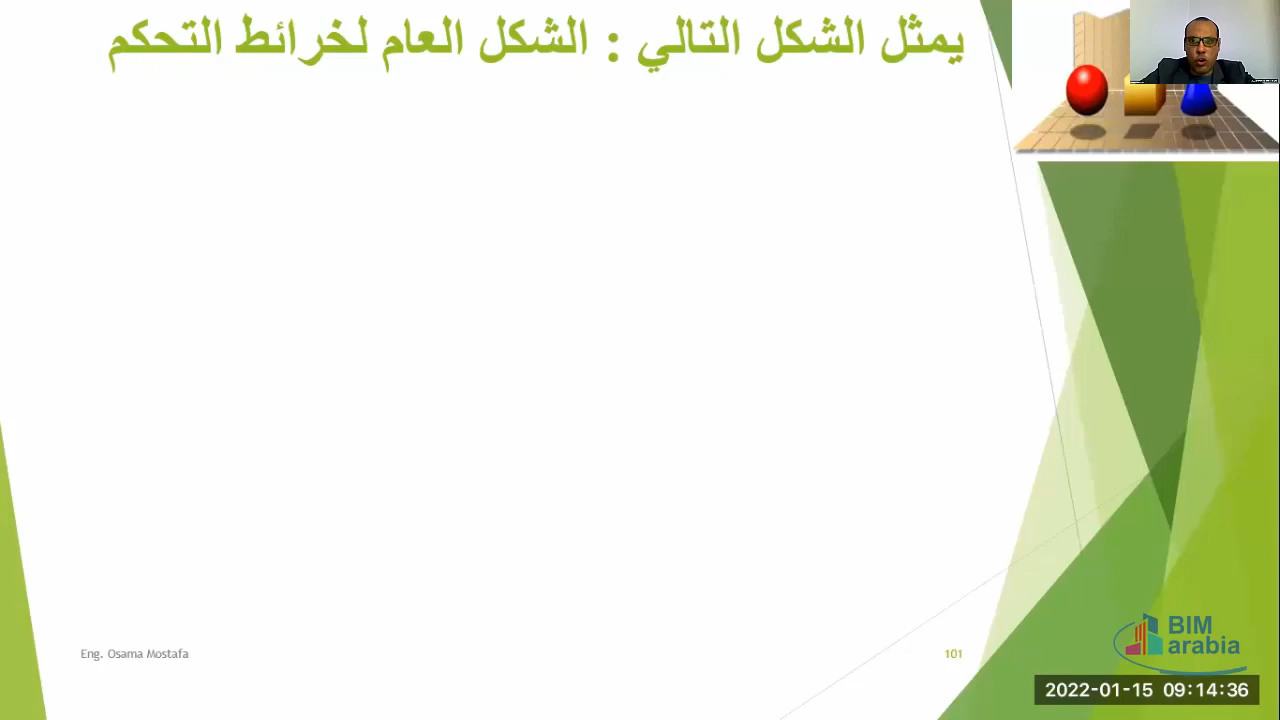 يمثل الشكل التالي : الشكل العام لخرائط التحكم
Eng. Osama Mostafa
101
BIM
arabia
2022-01-15 09:14:36